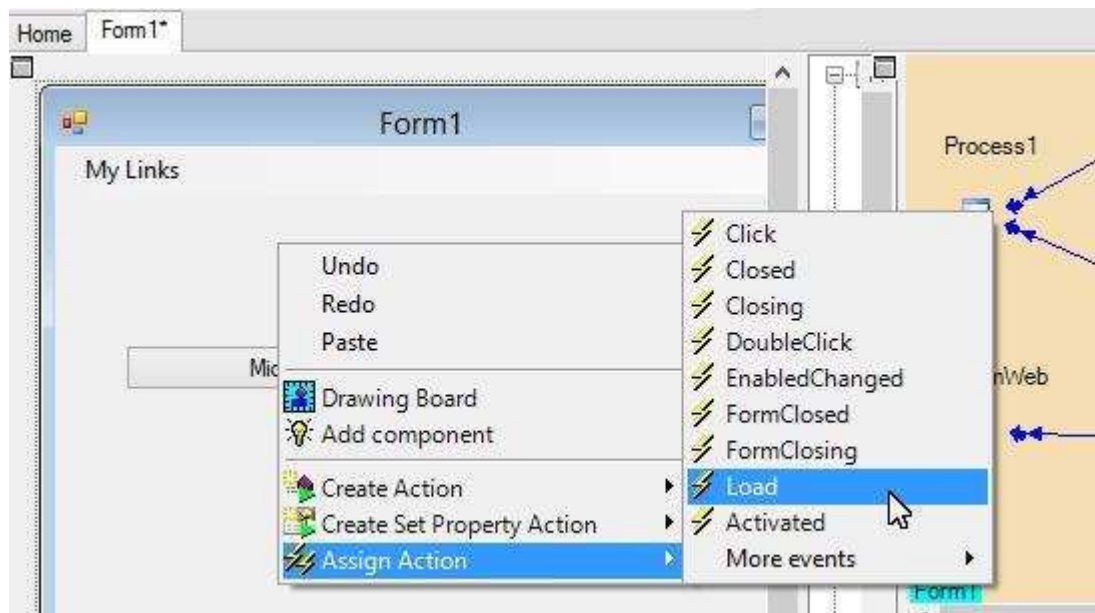 Home
Form1*
Form1
My Links
Process1
Undo
Redo
Paste
Drawing Board
Add component
Create Action
Create Set Property Action
Assign Action
Click
Closed
Closing
DoubleClick
EnabledChanged
FormClosed
FormClosing
Load
Activated
More events
Form1